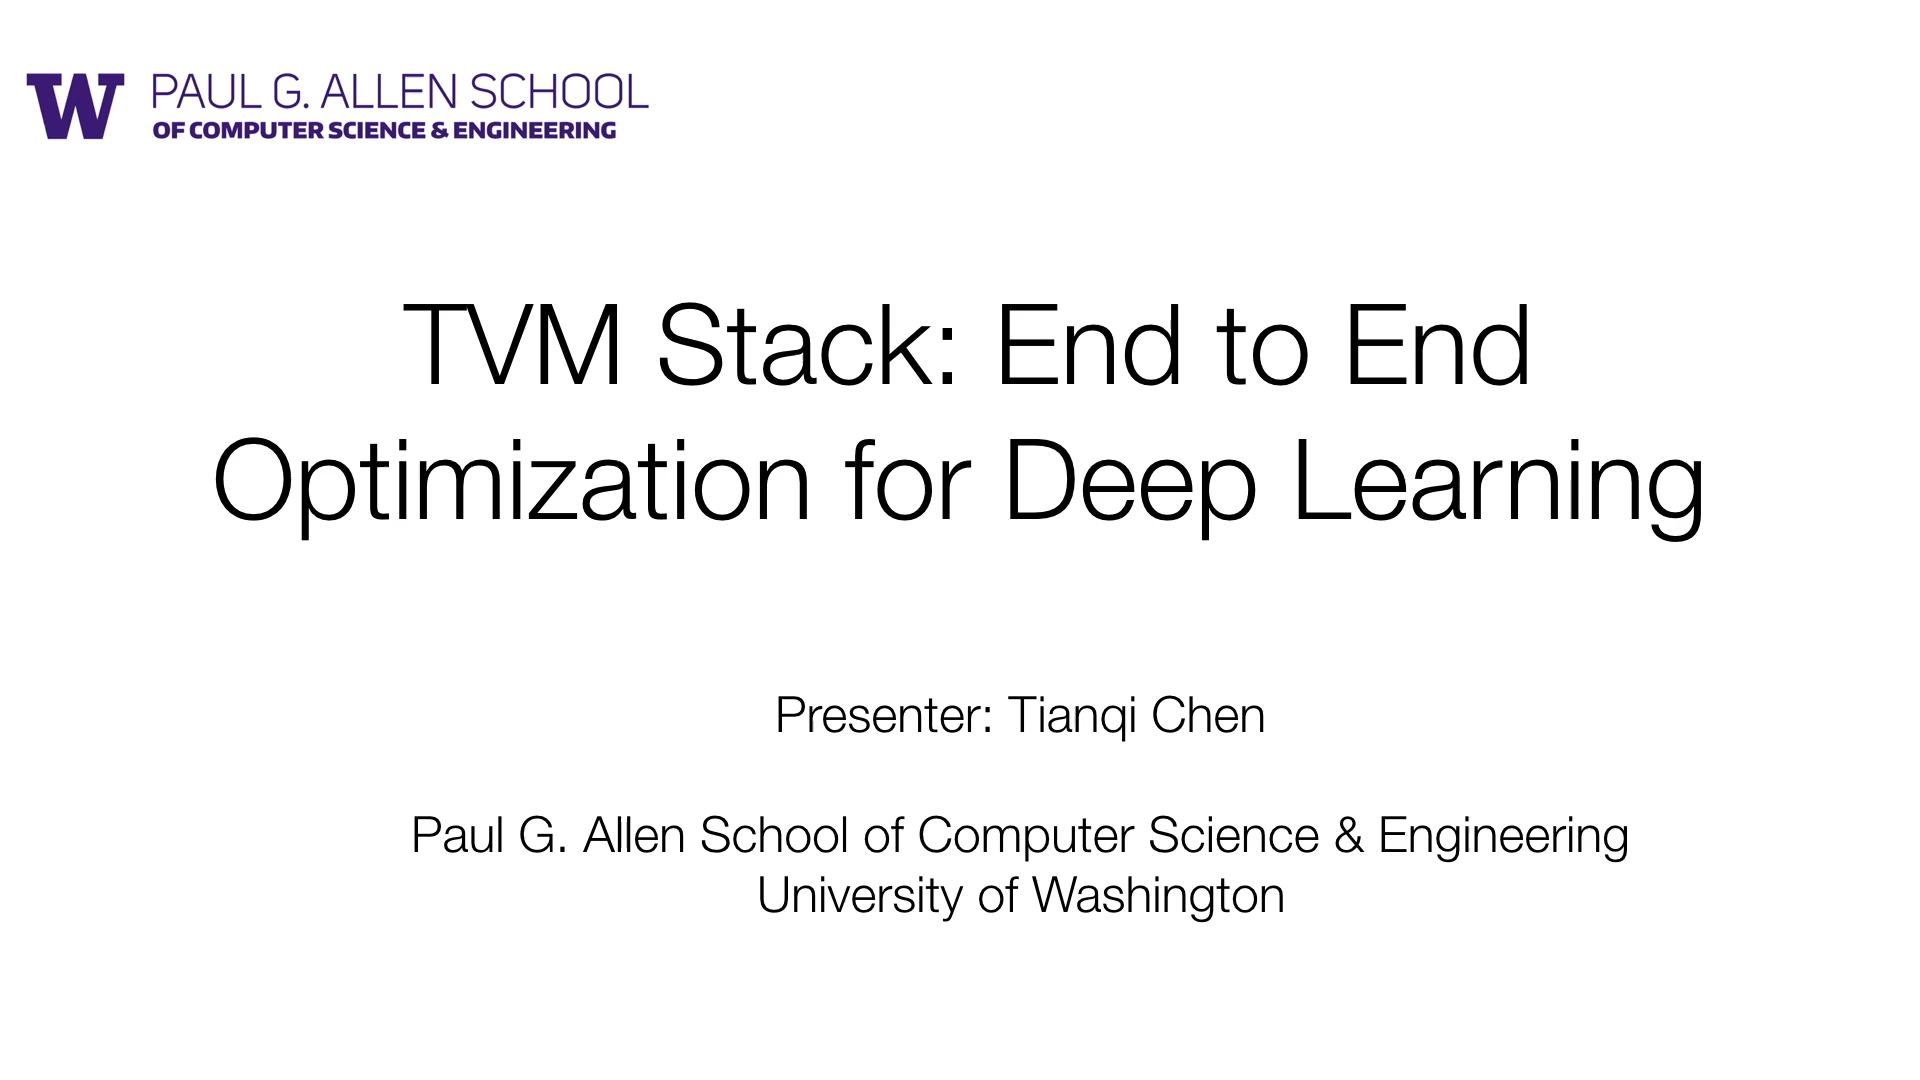 W PAUL G. ALLEN SCHOOL
OF COMPUTER SCIENCE & ENGINEERING
TVM Stack: End to End
Optimization for Deep Learning
Presenter: Tianqi Chen
Paul G. Allen School of Computer Science & Engineering
University of Washington